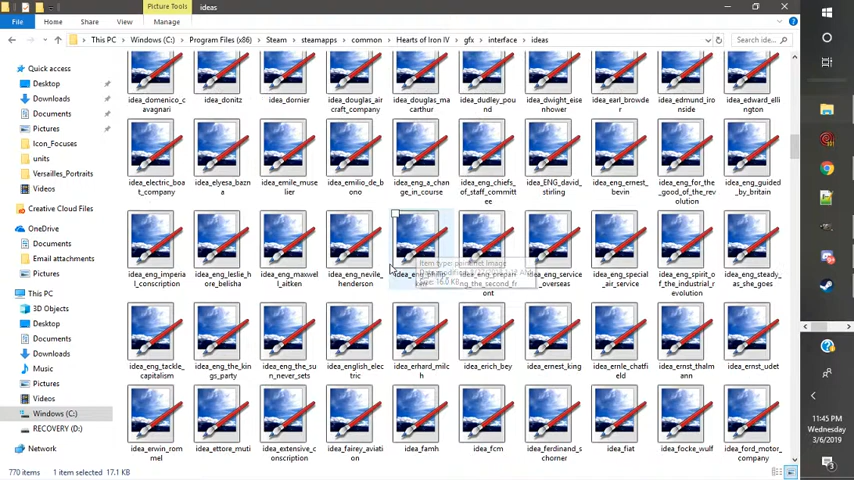 Picture Tools
ideas
File
Home
Share
View
Manage
This PC
Windows (C:)
Program Files (x86)
Steam
steamapps
common
Hearts of Iron IV
gfx
interface
ideas
Search ide...
Quick access
Desktop
Downloads
Documents
Pictures
Icon_Focuses
units
Versailles_Portraits
Videos
Creative Cloud Files
OneDrive
Documents
Email attachments
Pictures
This PC
3D Objects
Desktop
Documents
Downloads
Music
Pictures
Videos
Windows (C:)
RECOVERY (D:)
Network
idea_domenico_c
avagnari
idea_donitz
idea_dornier
idea_douglas_air
craft_company
idea_douglas_ma
carthur
idea_dudley_pou
nd
idea_dwight_eise
nhower
idea_earl_browde
r
idea_edmund_iro
nside
idea_edward_elli
ngton
idea_electric_boa
t_company
idea_elyesa_bazn
a
idea_emile_muse
lier
idea_emilio_de_b
ono
idea_eng_a_chan
ge_in_course
idea_eng_chiefs_
of_staff_committ
ee
idea_ENG_david_
stirling
idea_eng_ernest_
bevin
idea_eng_for_the
_good_of_the_rev
olution
idea_eng_guided
_by_britain
idea_eng_imperia
l_conscription
idea_eng_leslie_h
ore_belisha
idea_eng_maxwel
l_aitken
idea_eng_nevile_
henderson
idea_eng_service
_overseas
idea_eng_special
_air_service
idea_eng_spirit_o
f_the_industrial_r
evolution
idea_eng_steady_
as_she_goes
idea_eng_tackle_
capitalism
idea_eng_the_kin
gs_party
idea_eng_the_su
n_never_sets
idea_english_elec
tric
idea_erhard_milc
h
idea_erich_bey
idea_ernest_king
idea_ernle_chatfi
eld
idea_ernst_thalm
ann
idea_ernst_udet
idea_erwin_rom
mel
idea_ettore_muti
idea_extensive_c
onscription
idea_fairey_aviati
on
idea_famh
idea_fcm
idea_ferdinand_s
chorner
idea_fiat
idea_focke_wulf
idea_ford_motor_
company
770 items
1 item selected 17.1 KB
11:45 PM
Wednesday
3/6/2019